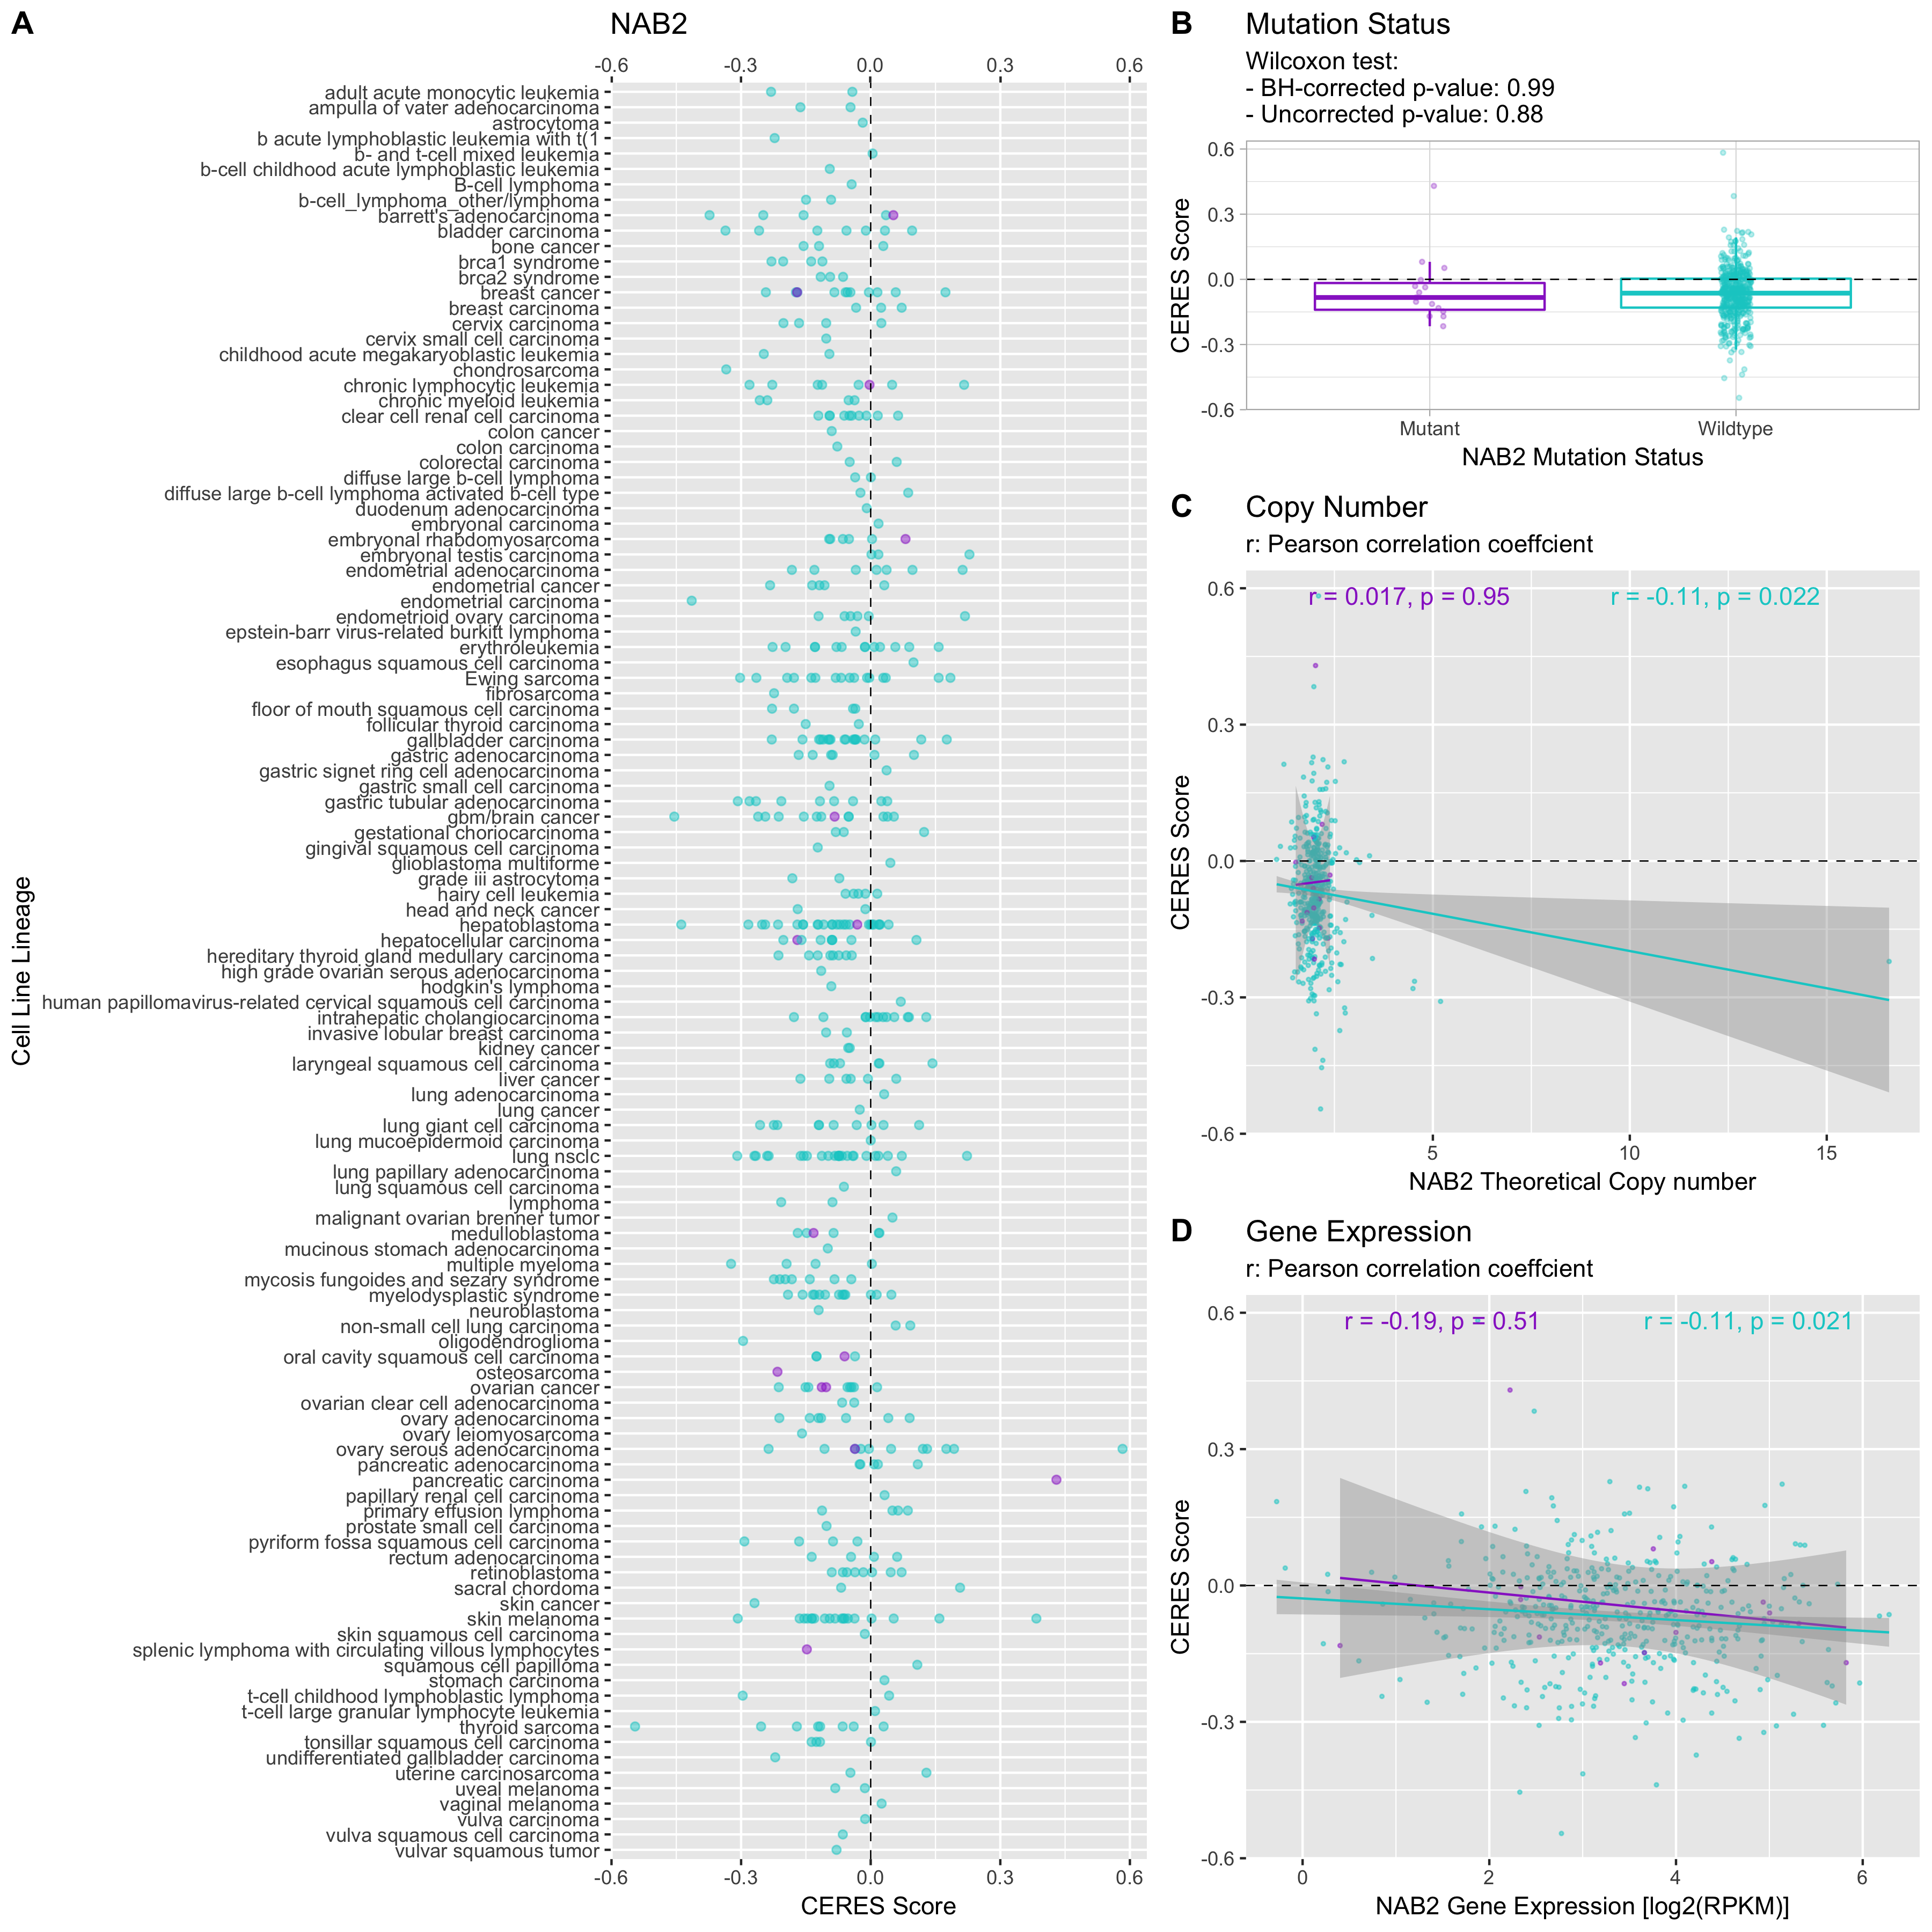 A
NAB2
-0.6 -0.3 0.0 0.3 0.6
Cell Line Lineage
adult acute monocytic leukemia
ampulla of vater adenocarcinoma
astrocytoma
b acute lymphoblastic leukemia with t(1
b- and t-cell mixed leukemia
b-cell childhood acute lymphoblastic leukemia
B-cell lymphoma
b-cell_lymphoma_other/lymphoma
barrett's adenocarcinoma
bladder carcinoma
bone cancer
brca1 syndrome
brca2 syndrome
breast cancer
breast carcinoma
cervix carcinoma
cervix small cell carcinoma
childhood acute megakaryoblastic leukemia
chondrosarcoma
chronic lymphocytic leukemia
chronic myeloid leukemia
clear cell renal cell carcinoma
colon cancer
colon carcinoma
colorectal carcinoma
diffuse large b-cell lymphoma
diffuse large b-cell lymphoma activated b-cell type
duodenum adenocarcinoma
embryonal carcinoma
embryonal rhabdomyosarcoma
embryonal testis carcinoma
endometrial adenocarcinoma
endometrial cancer
endometrial carcinoma
endometrioid ovary carcinoma
epstein-barr virus-related burkitt lymphoma
erythroleukemia
esophagus squamous cell carcinoma
Ewing sarcoma
fibrosarcoma
floor of mouth squamous cell carcinoma
follicular thyroid carcinoma
gallbladder carcinoma
gastric adenocarcinoma
gastric signet ring cell adenocarcinoma
gastric small cell carcinoma
gastric tubular adenocarcinoma
gbm/brain cancer
gestational choriocarcinoma
gingival squamous cell carcinoma
glioblastoma multiforme
grade iii astrocytoma
hairy cell leukemia
head and neck cancer
hepatoblastoma
hepatocellular carcinoma
hereditary thyroid gland medullary carcinoma
high grade ovarian serous adenocarcinoma
hodgkin's lymphoma
human papillomavirus-related cervical squamous cell carcinoma
intrahepatic cholangiocarcinoma
invasive lobular breast carcinoma
kidney cancer
laryngeal squamous cell carcinoma
liver cancer
lung adenocarcinoma
lung cancer
lung giant cell carcinoma
lung mucoepidermoid carcinoma
lung nsclc
lung papillary adenocarcinoma
lung squamous cell carcinoma
lymphoma
malignant ovarian brenner tumor
medulloblastoma
mucinous stomach adenocarcinoma
multiple myeloma
mycosis fungoides and sezary syndrome
myelodysplastic syndrome
neuroblastoma
non-small cell lung carcinoma
oligodendroglioma
oral cavity squamous cell carcinoma
osteosarcoma
ovarian cancer
ovarian clear cell adenocarcinoma
ovary adenocarcinoma
ovary leiomyosarcoma
ovary serous adenocarcinoma
pancreatic adenocarcinoma
pancreatic carcinoma
papillary renal cell carcinoma
primary effusion lymphoma
prostate small cell carcinoma
pyriform fossa squamous cell carcinoma
rectum adenocarcinoma
retinoblastoma
sacral chordoma
skin cancer
skin melanoma
skin squamous cell carcinoma
splenic lymphoma with circulating villous lymphocytes
squamous cell papilloma
stomach carcinoma
t-cell childhood lymphoblastic lymphoma
t-cell large granular lymphocyte leukemia
thyroid sarcoma
tonsillar squamous cell carcinoma
undifferentiated gallbladder carcinoma
uterine carcinosarcoma
uveal melanoma
vaginal melanoma
vulva carcinoma
vulva squamous cell carcinoma
vulvar squamous tumor
-0.6 -0.3 0.0 0.3 0.6
CERES Score
B
Mutation Status
Wilcoxon test:
- BH-corrected p-value: 0.99
- Uncorrected p-value: 0.88
CERES Score
0.6
0.3
0.0
-0.3
-0.6
Mutant Wildtype
NAB2 Mutation Status
C
Copy Number
r: Pearson correlation coeffcient
r = 0.017, p = 0.95 r = -0.11, p = 0.022
CERES Score
0.6
0.3
0.0
-0.3
-0.6
5 10 15
NAB2 Theoretical Copy number
D
Gene Expression
r: Pearson correlation coeffcient
r = -0.19, p = 0.51 r = -0.11, p = 0.021
CERES Score
0.6
0.3
0.0
-0.3
-0.6
0 2 4 6
NAB2 Gene Expression [log2(RPKM)]